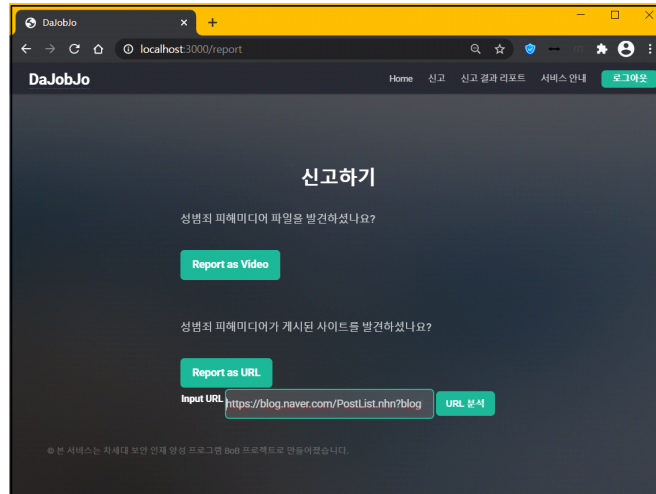 DaJobJo
localhost:3000/report
DaJobJo
Home 신고 신고 결과 리포트 서비스 안내 로그아웃
신고하기
성범죄 피해미디어 파일을 발견하셨나요?
Report as Video
성범죄 피해미디어가 게시된 사이트를 발견하셨나요?
Report as URL
Input URL https://blog.naver.com/PostList.nhn?blog URL 분석
© 본 서비스는 차세대 보안 인재 양성 프로그램 BoB 프로젝트로 만들어졌습니다.